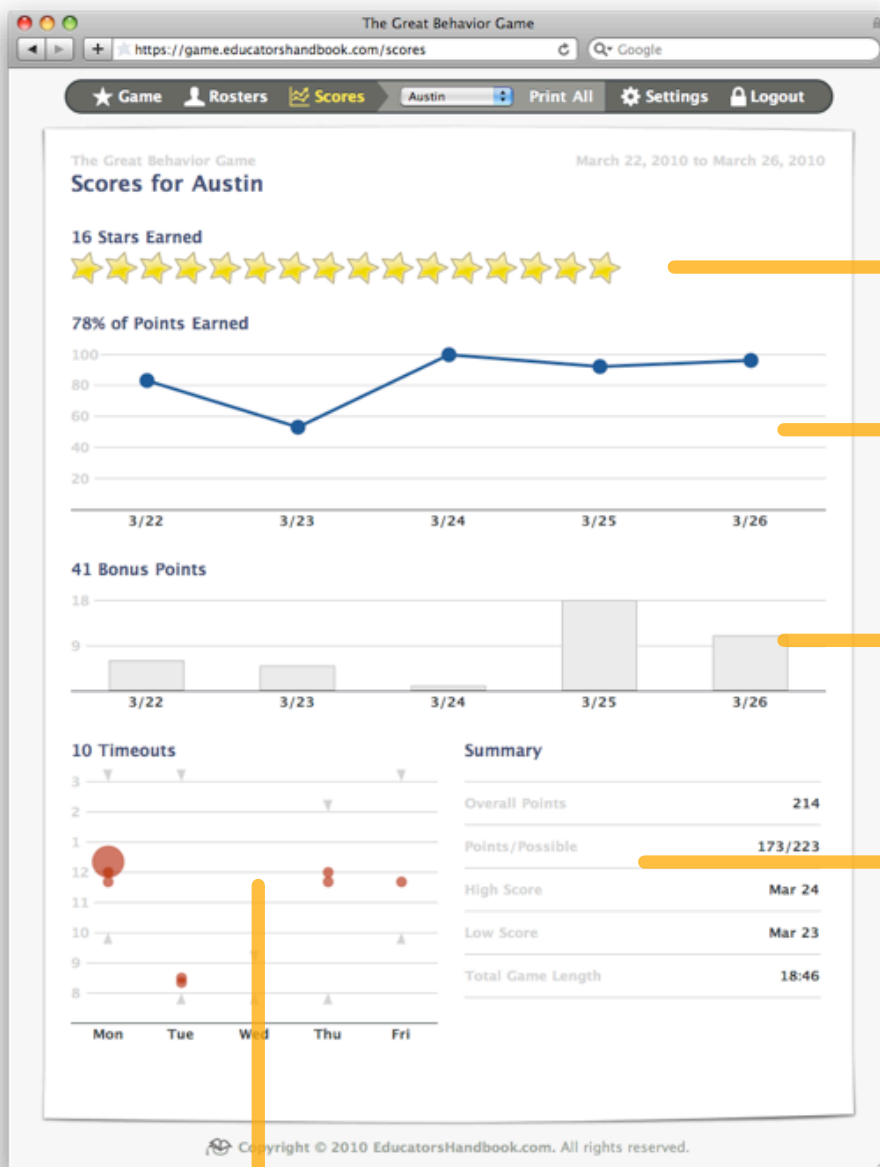 The Great Behavior Game
https://game.educatorshandbook.com/scores
Google
Game Rosters Scores Austin Print All Settings Logout
The Great Behavior Game
March 22, 2010 to March 26, 2010
Scores for Austin
16 Stars Earned
78% of Points Earned
100
80
60
40
20
3/22 3/23 3/24 3/25 3/26
41 Bonus Points
18
9
3/22 3/23 3/24 3/25 3/26
10 Timeouts
3
2
1
12
11
10
9
8
Mon Tue Wed Thu Fri
Summary
Overall Points 214
Points/Possible 173/223
High Score Mar 24
Low Score Mar 23
Total Game Length 18:46
Copyright © 2010 EducatorsHandbook.com. All rights reserved.